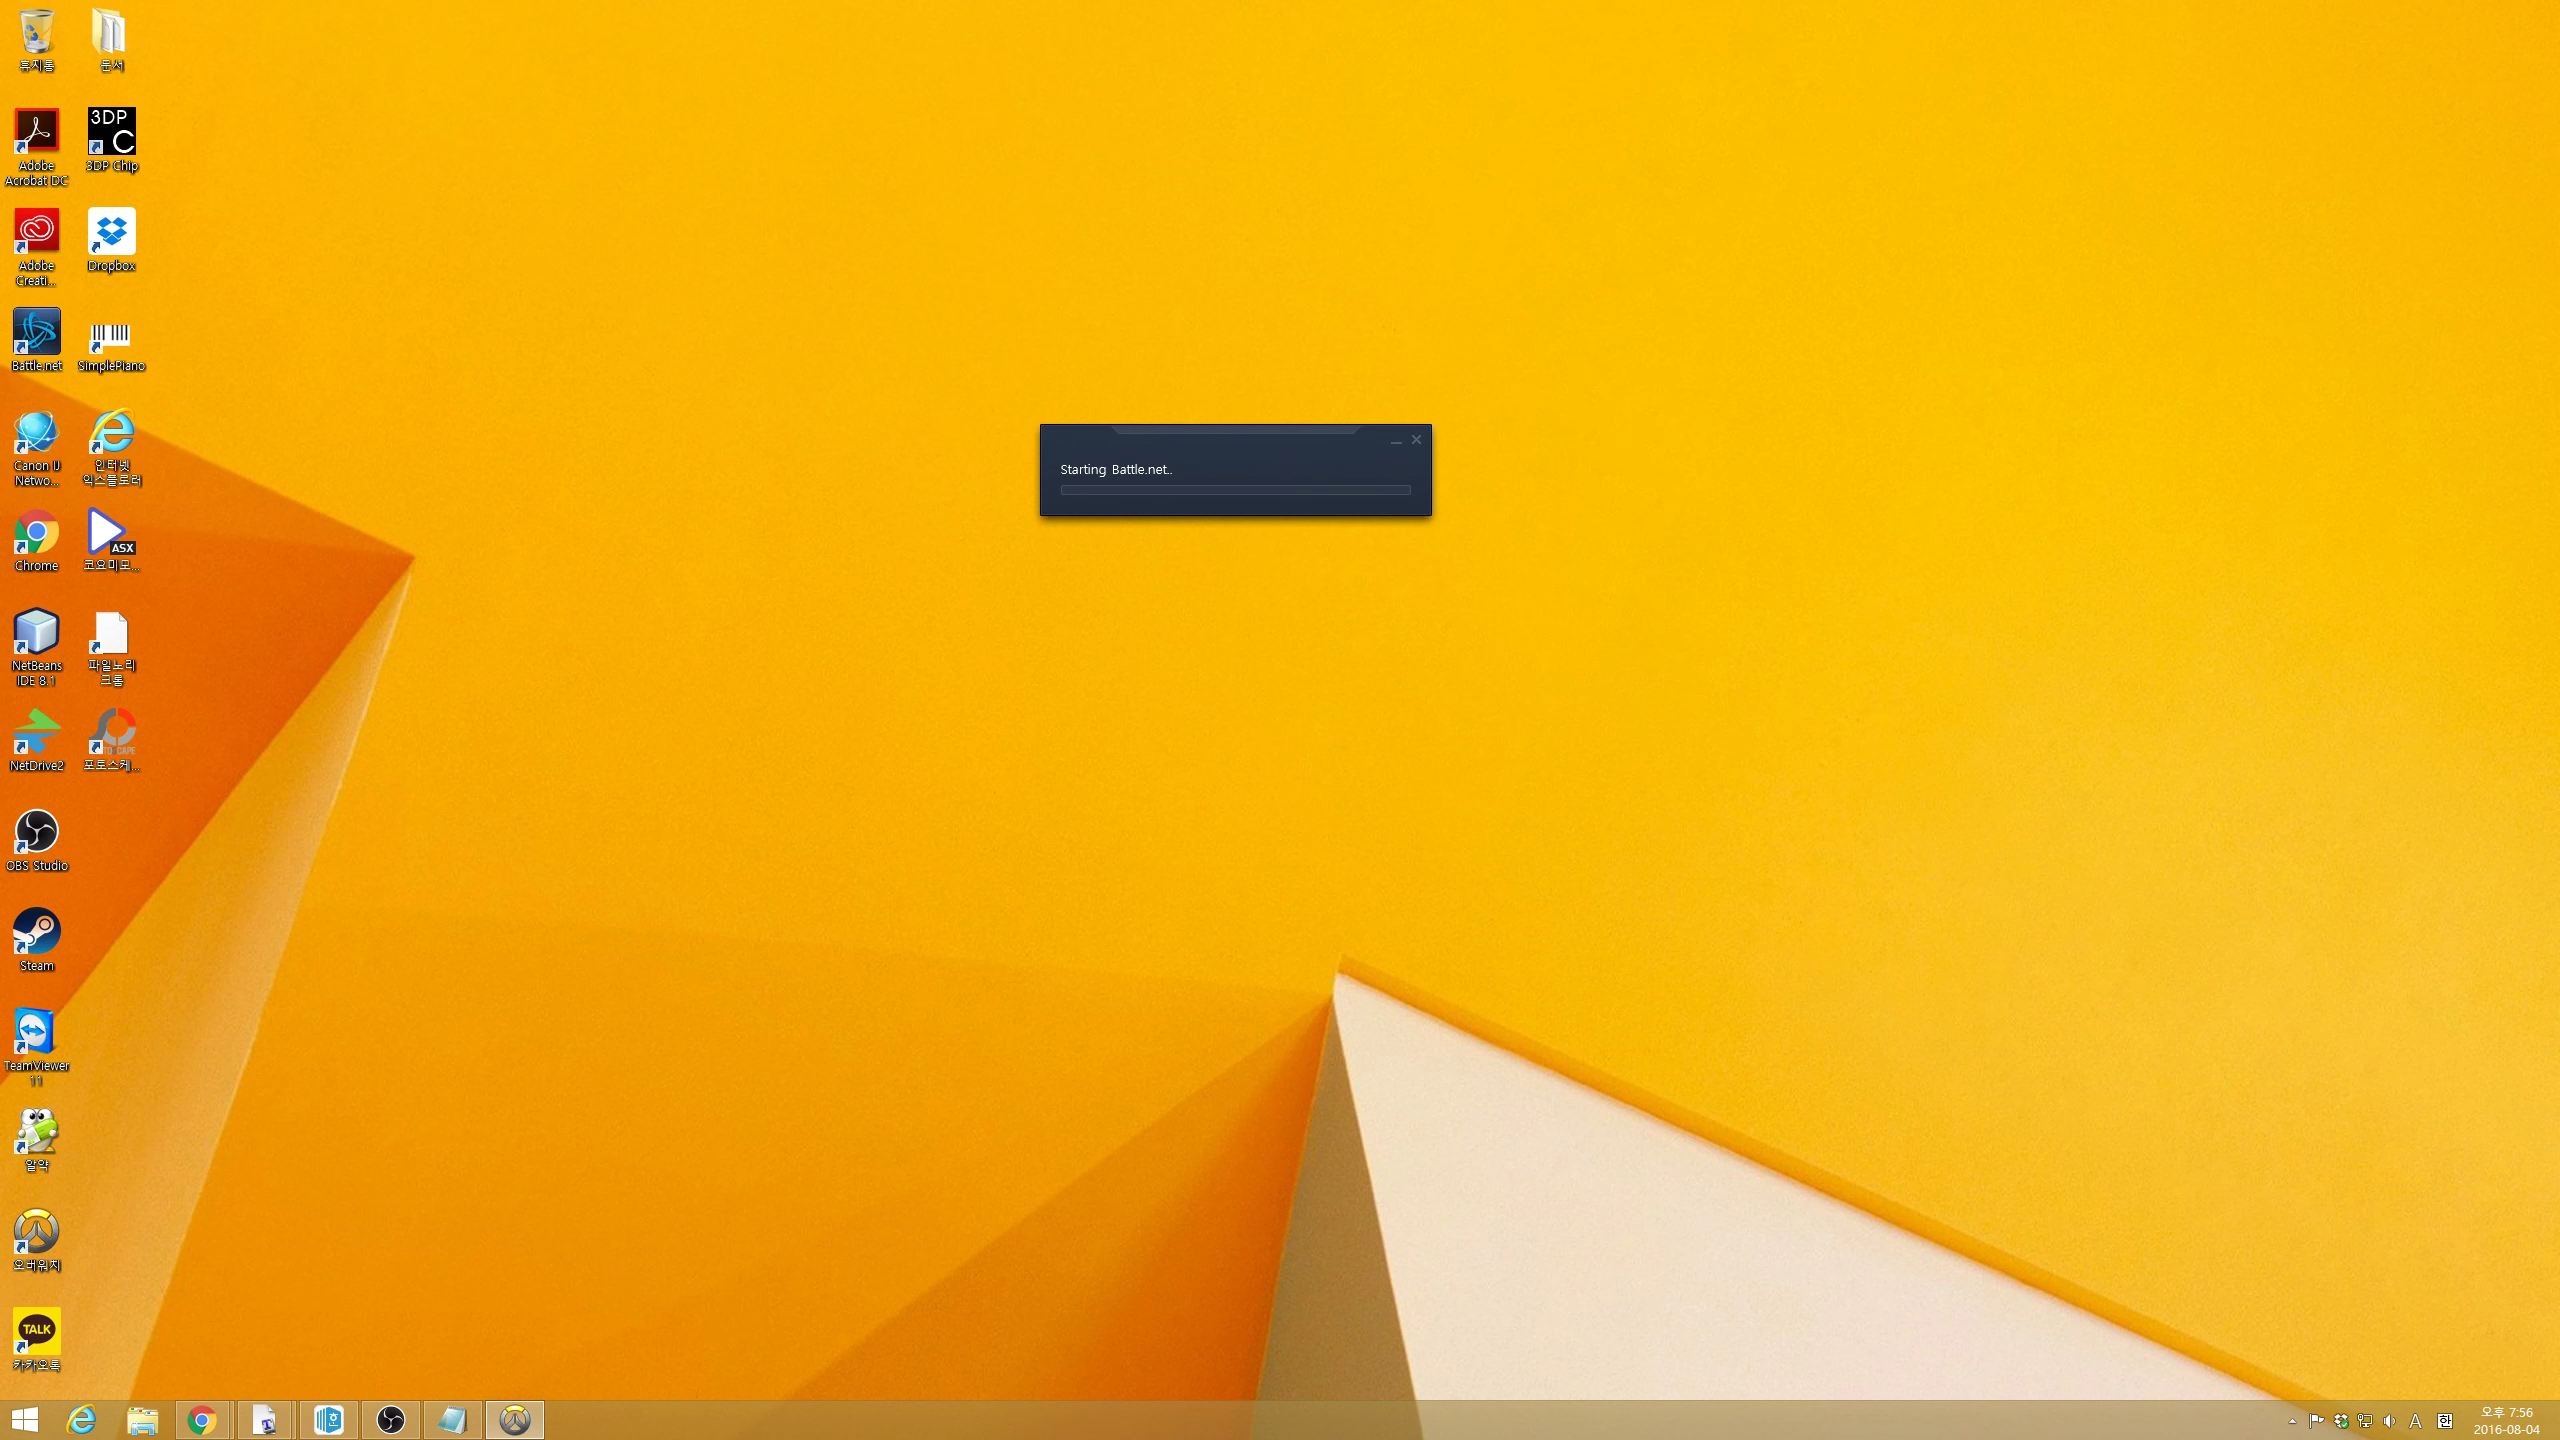 휴지통
문서
Adobe
Acrobat DC
3DP
C
3DP Chip
Adobe
Creati...
Dropbox
Battle.net
SimplePiano
Canon IJ
Netwo...
인터넷
익스플로러
Chrome
ASX
코요미모...
NetBeans
IDE 8.1
파일노리
크롬
NetDrive2
포토스케...
OBS Studio
Steam
TeamViewer
11
알약
오버워치
TALK
카카오톡
Starting Battle.net..
A
한
오후 7:56
2016-08-04